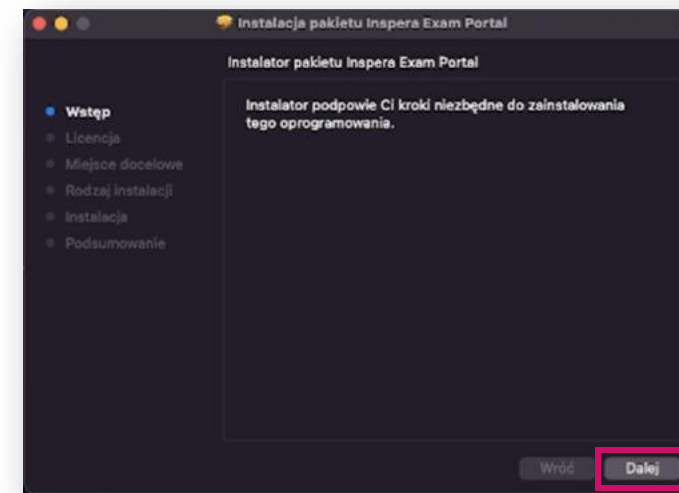 Instalacja pakietu Inspera Exam Portal
Instalator pakietu Inspera Exam Portal
Wstęp
Licencja
Miejsce docelowe
Rodzaj instalacji
Instalacja
Podsumowanie
Instalator podpowie Ci kroki niezbędne do zainstalowania
tego oprogramowania.
Wróć
Dalej